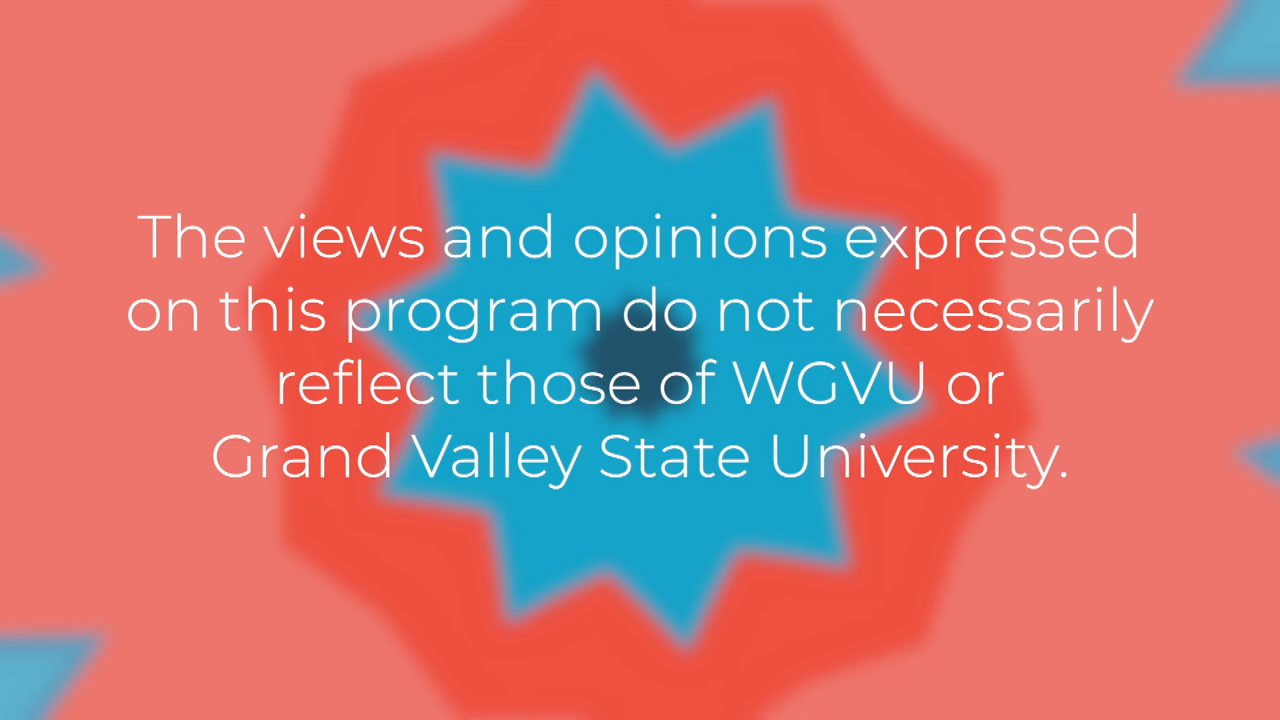 The views and opinions expressed
on this program do not necessarily
reflect those of WGVU or
Grand Valley State University.